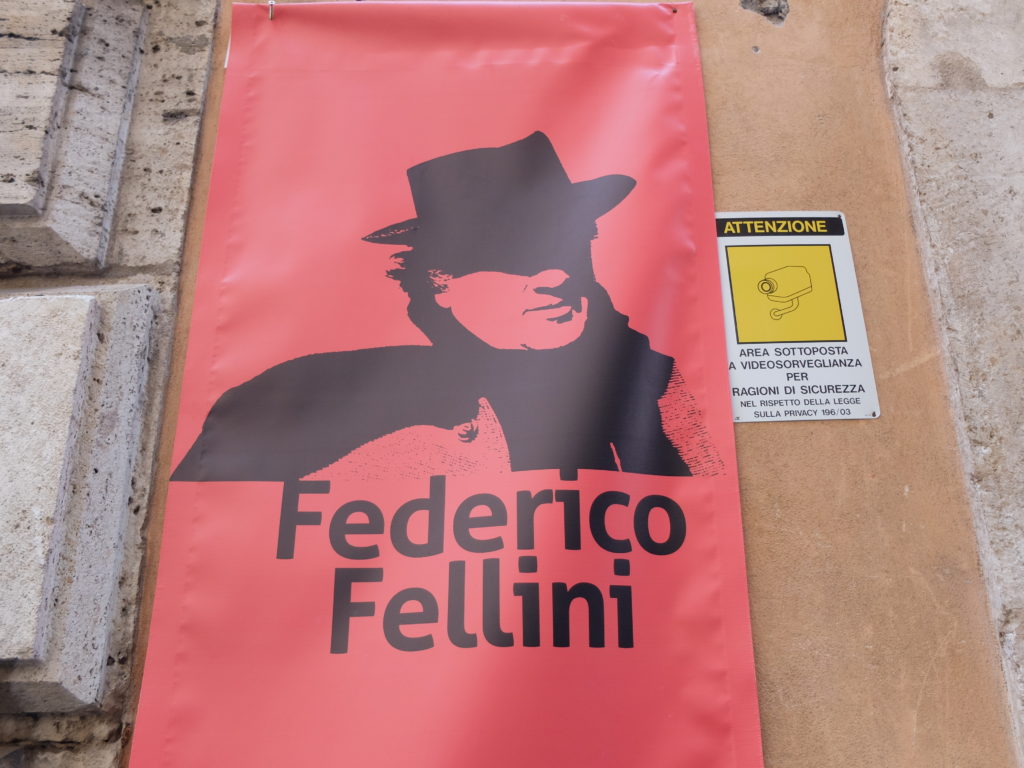 Federico
Fellini
ATTENZIONE
AREA SOTTOPOSTA
A VIDEOSORVEGLIANZA
PER
RAGIONI DI SICUREZZA
NEL RISPETTO DELLA LEGGE
SULLA PRIVACY 196/03